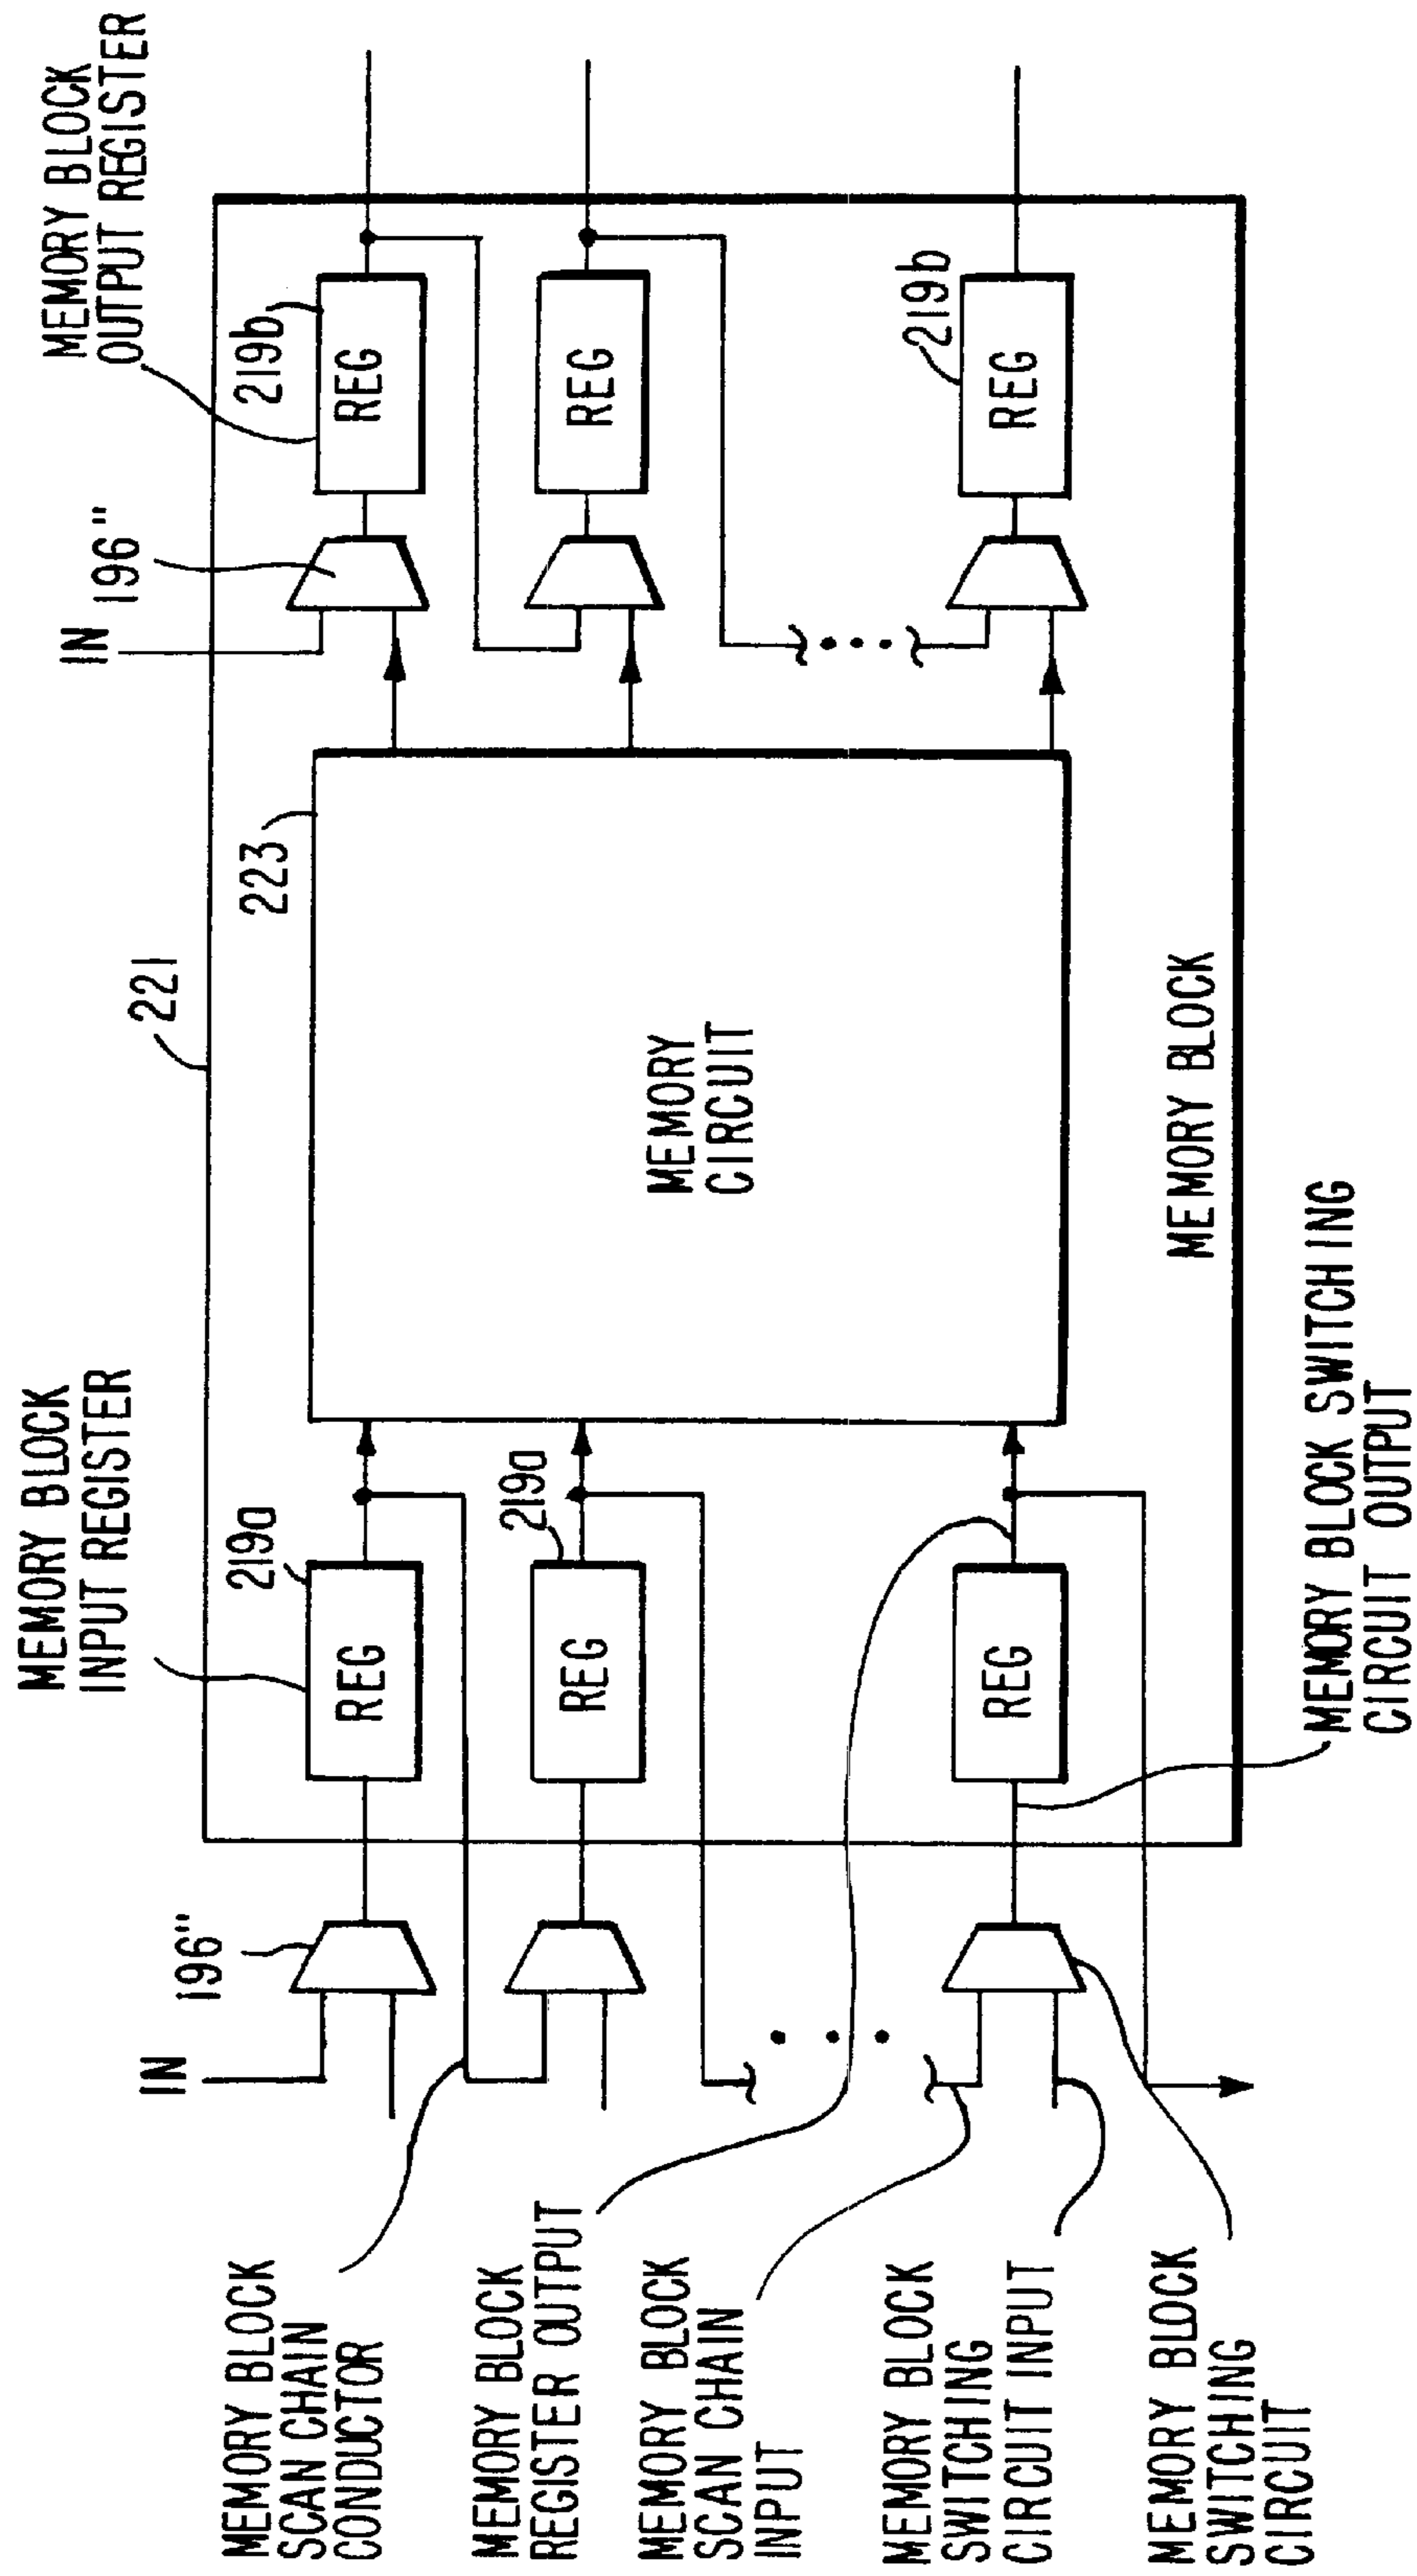 MEMORY BLOCK
INPUT REGISTER
MEMORY BLOCK
OUTPUT REGISTER
IN
196"
219a
REG
221
223
IN
196"
219b
REG
MEMORY BLOCK
SCAN CHAIN
CONDUCTOR
219a
REG
MEMORY
CIRCUIT
REG
MEMORY BLOCK
REGISTER OUTPUT
MEMORY BLOCK
SCAN CHAIN
INPUT
MEMORY BLOCK
SWITCHING
CIRCUIT INPUT
REG
219b
REG
MEMORY BLOCK
SWITCHING
CIRCUIT
MEMORY BLOCK
MEMORY BLOCK SWITCHING
CIRCUIT OUTPUT